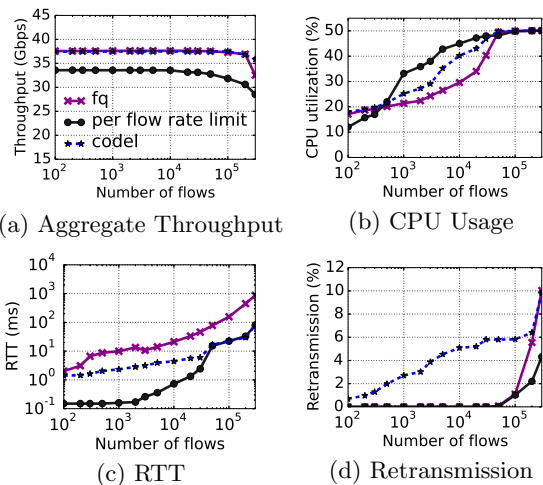 45
40
35
30
25
20
15
Throughput (Gbps)
fq
per flow rate limit
codel
10^2 10^3 10^4 10^5
Number of flows
(a) Aggregate Throughput
50
40
30
20
10
0
CPU utilization (%)
10^2 10^3 10^4 10^5
Number of flows
(b) CPU Usage
10^4
10^3
10^2
10^1
10^0
10^-1
RTT (ms)
10^2 10^3 10^4 10^5
Number of flows
(c) RTT
12
10
8
6
4
2
0
Retransmission (%)
10^2 10^3 10^4 10^5
Number of flows
(d) Retransmission